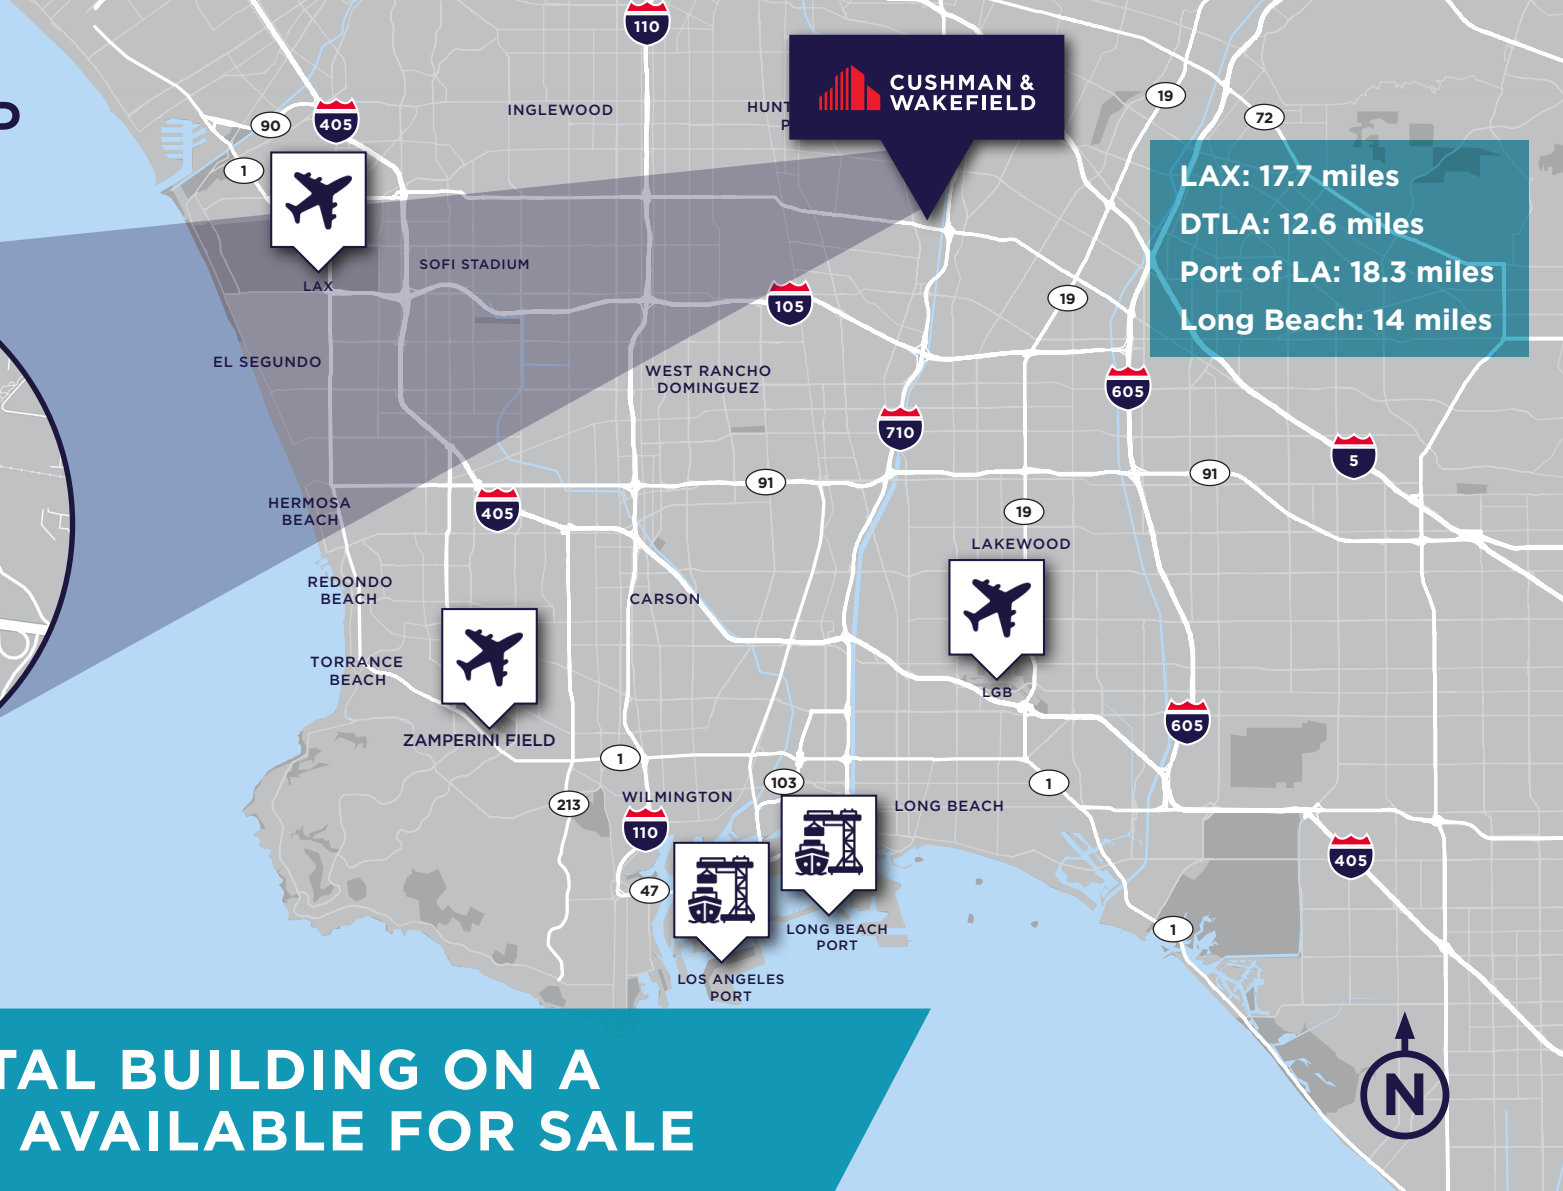 110
CUSHMAN &
WAKEFIELD
INGLEWOOD
HUNT
P
90
405
1
19
72
LAX: 17.7 miles
DTLA: 12.6 miles
Port of LA: 18.3 miles
Long Beach: 14 miles
SOFI STADIUM
LAX
105
19
EL SEGUNDO
WEST RANCHO
DOMINGUEZ
605
710
5
91
91
HERMOSA
BEACH
405
19
LAKEWOOD
REDONDO
BEACH
CARSON
TORRANCE
BEACH
LGB
605
ZAMPERINI FIELD
1
103
1
213
WILMINGTON
LONG BEACH
110
405
47
LONG BEACH
PORT
1
LOS ANGELES
PORT
TAL BUILDING ON A
AVAILABLE FOR SALE
N